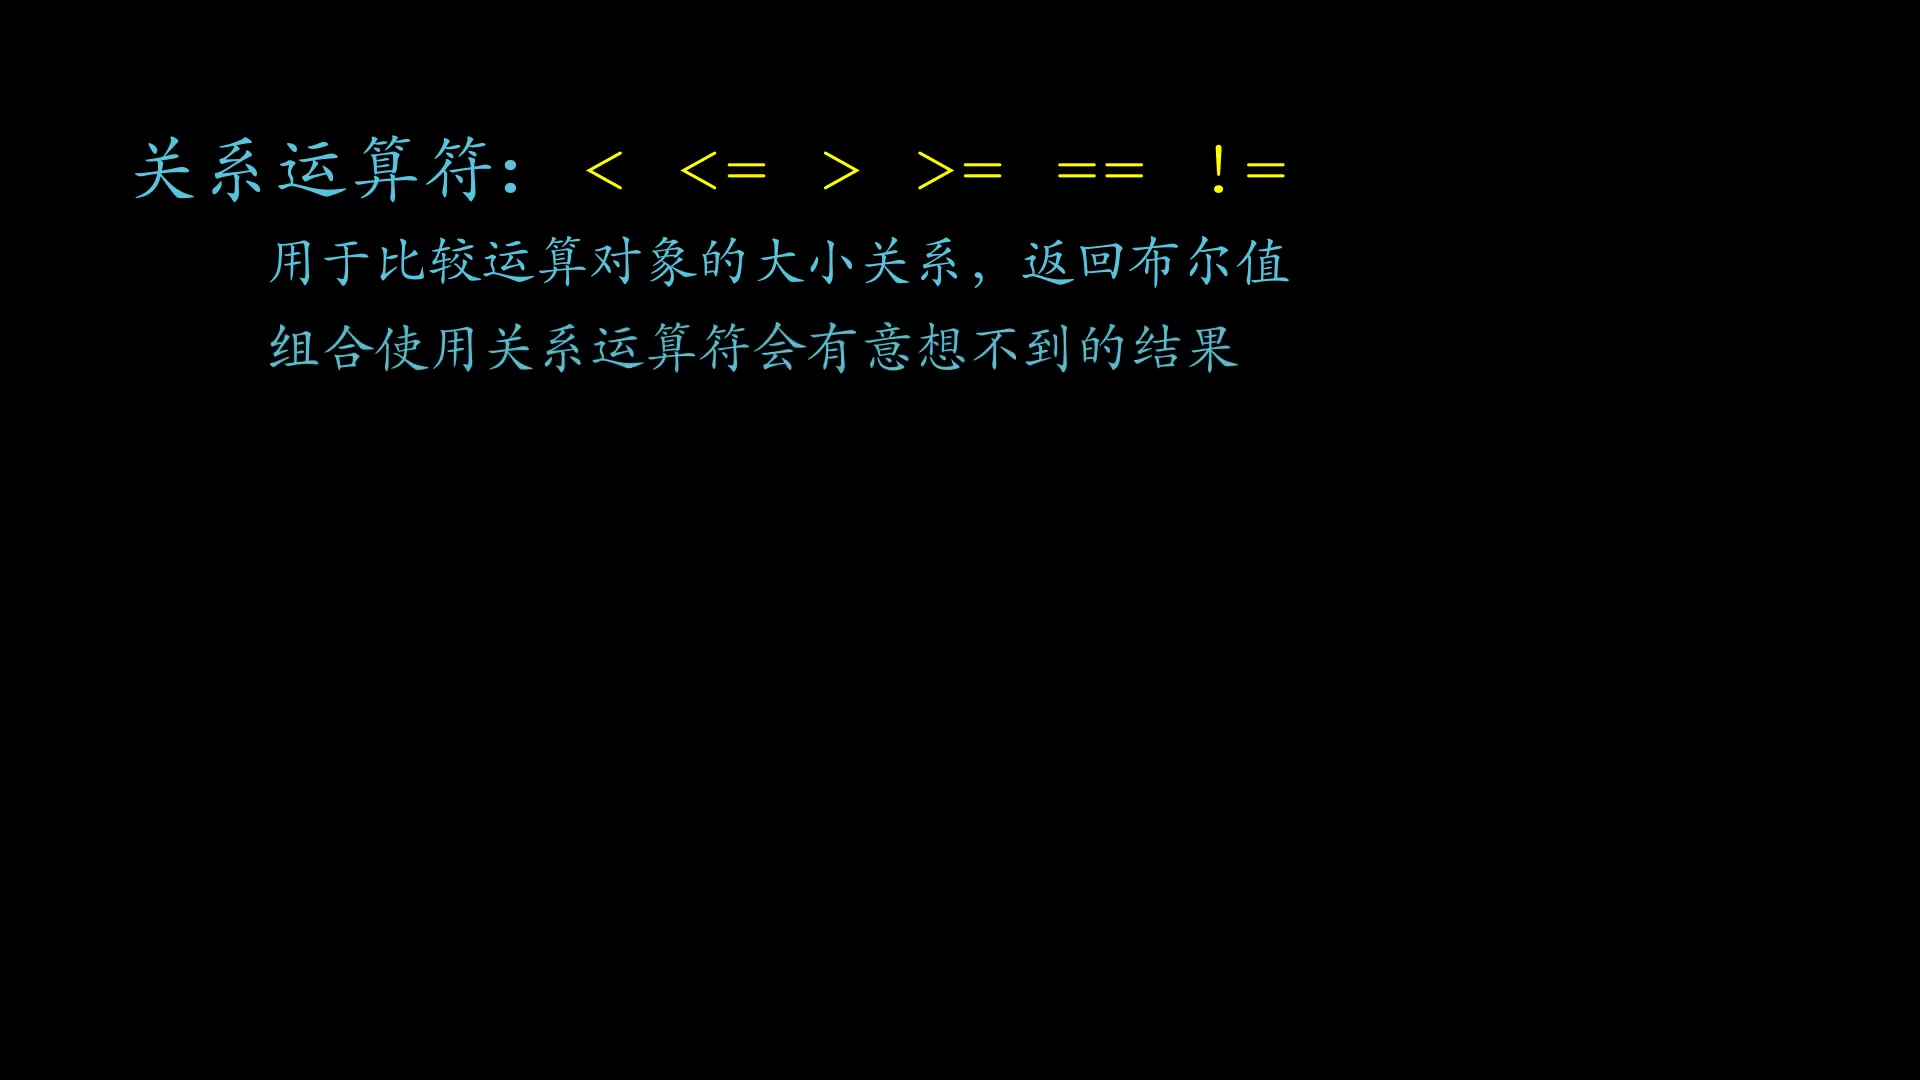 关系运算符: < <= > >= == !=
用于比较运算对象的大小关系，返回布尔值
组合使用关系运算符会有意想不到的结果